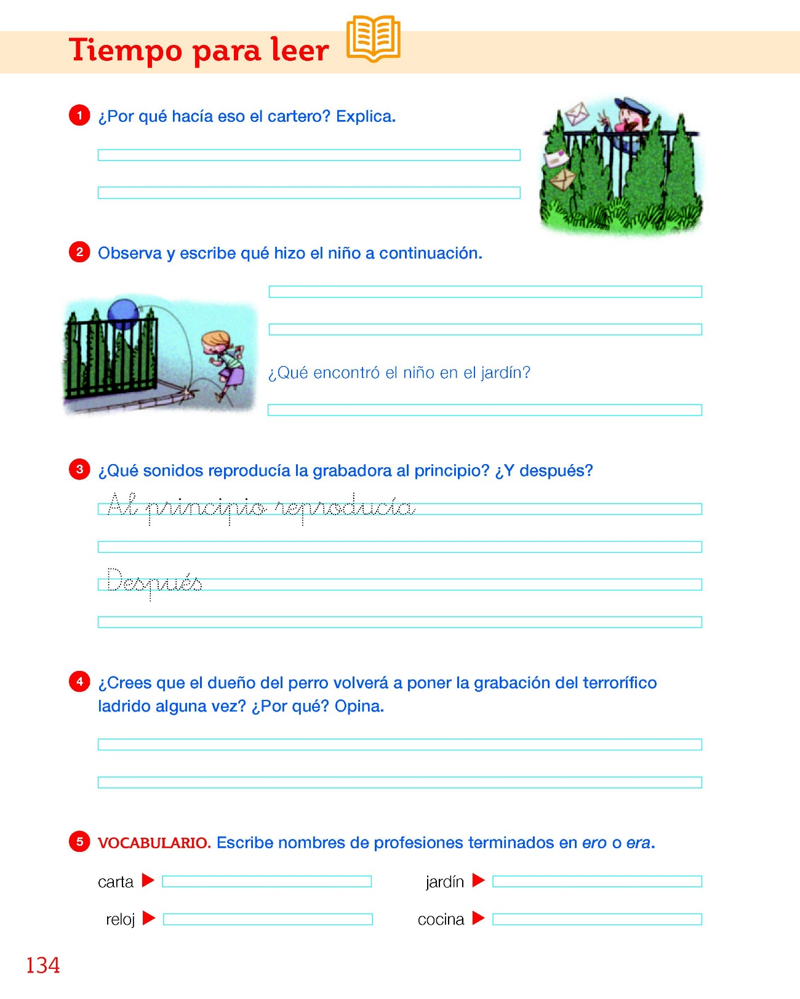 Tiempo para leer
1 ¿Por qué hacía eso el cartero? Explica.
2 Observa y escribe qué hizo el niño a continuación.
¿Qué encontró el niño en el jardín?
3 ¿Qué sonidos reproducía la grabadora al principio? ¿Y después?
Al principio reproducía
Después
4 ¿Crees que el dueño del perro volverá a poner la grabación del terrorífico
ladrido alguna vez? ¿Por qué? Opina.
5 VOCABULARIO. Escribe nombres de profesiones terminados en ero o era.
carta ▶ jardín ▶
reloj ▶ cocina ▶
134